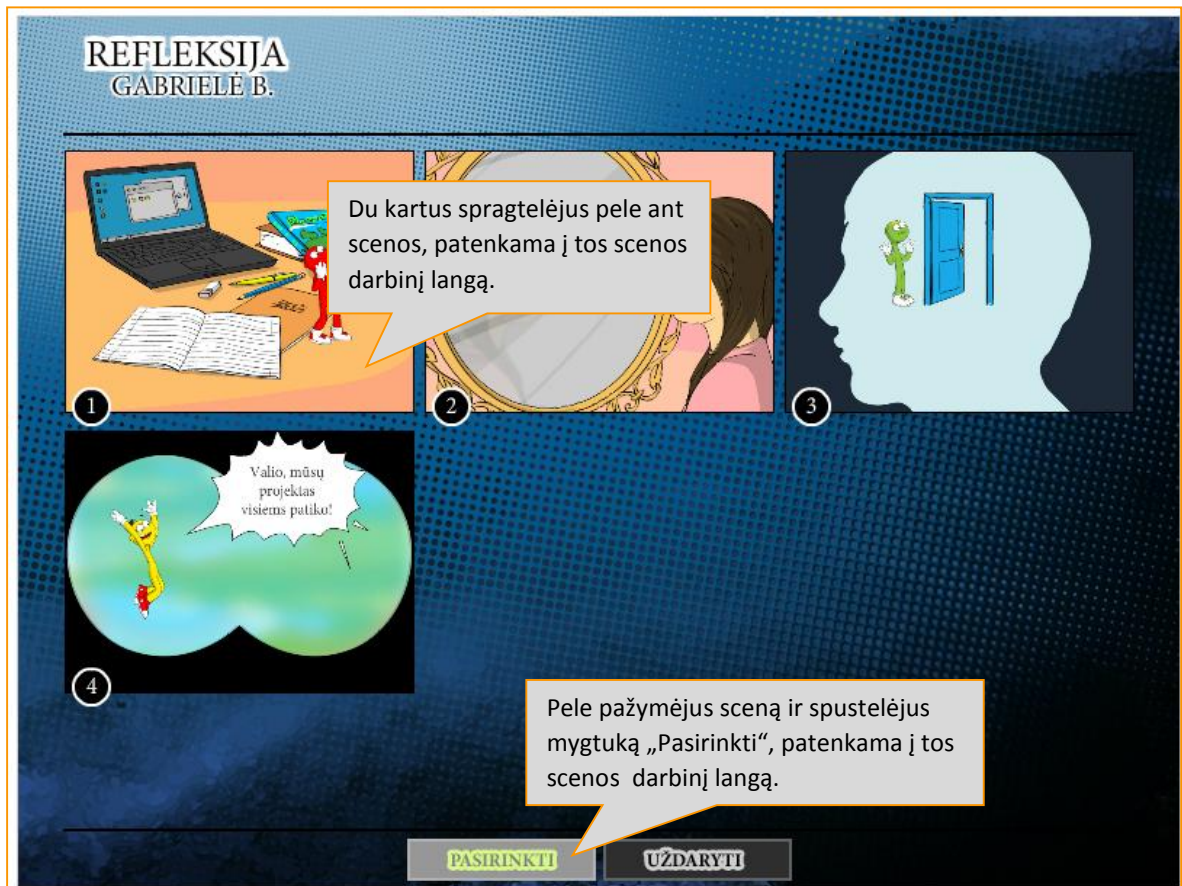 REFLEKSIJA
GABRIELĖ B.
Du kartus spragtelėjus pele ant
scenos, patenkama į tos scenos
darbinį langą.
1
2
3
Valio, mūsų
projektas
visiems patiko!
4
Pele pažymėjus sceną ir spustelėjus
mygtuką „Pasirinkti“, patenkama į tos
scenos darbinį langą.
PASIRINKTI
UŽDARYTI